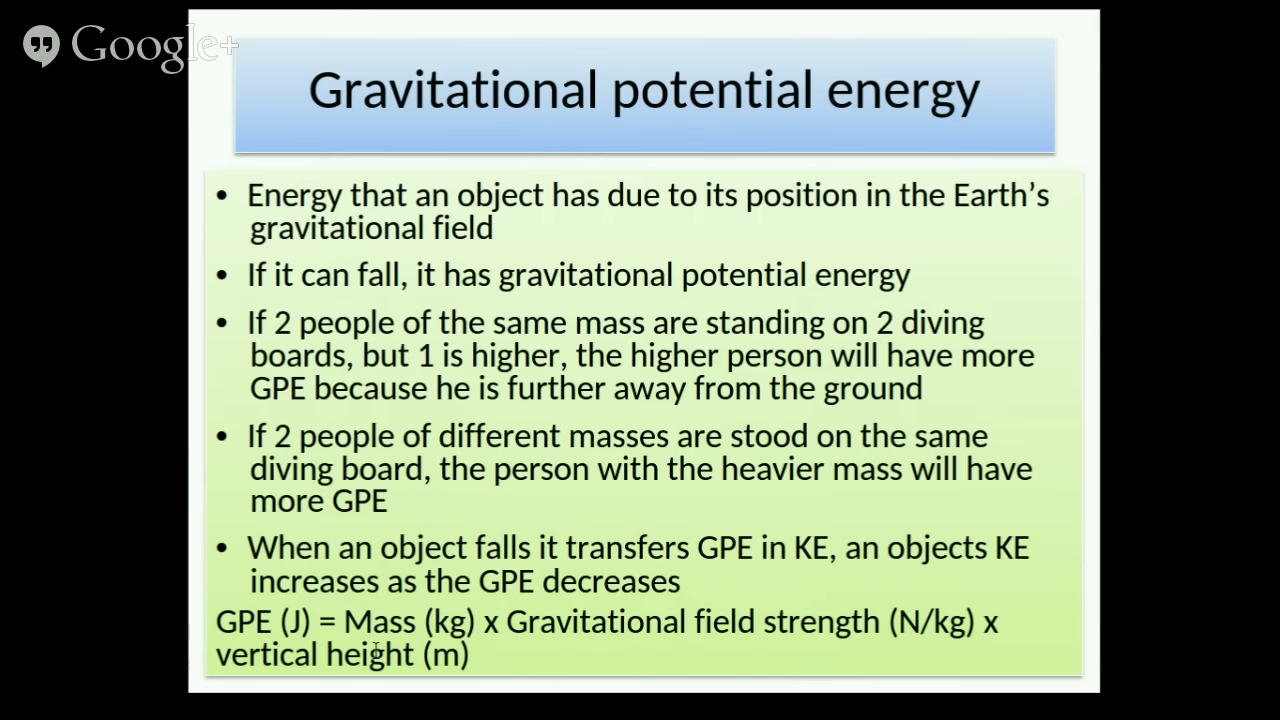 Google+
Gravitational potential energy
• Energy that an object has due to its position in the Earth’s
gravitational field
• If it can fall, it has gravitational potential energy
• If 2 people of the same mass are standing on 2 diving
boards, but 1 is higher, the higher person will have more
GPE because he is further away from the ground
• If 2 people of different masses are stood on the same
diving board, the person with the heavier mass will have
more GPE
• When an object falls it transfers GPE in KE, an objects KE
increases as the GPE decreases
GPE (J) = Mass (kg) x Gravitational field strength (N/kg) x
vertical height (m)